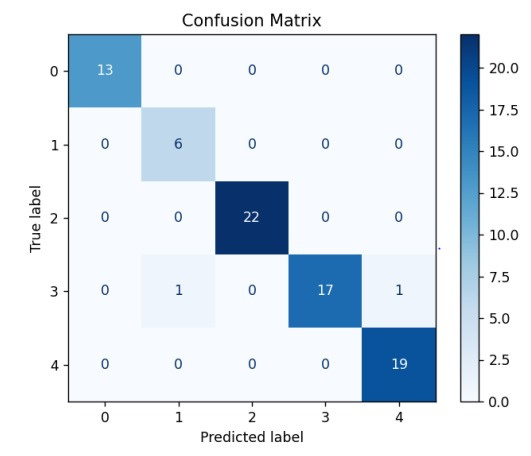 Confusion Matrix
0 13 0 0 0 0
1 0 6 0 0 0
2 0 0 22 0 0
3 0 1 0 17 1
4 0 0 0 0 19
0 1 2 3 4
Predicted label
True label
20.0
17.5
15.0
12.5
10.0
7.5
5.0
2.5
0.0